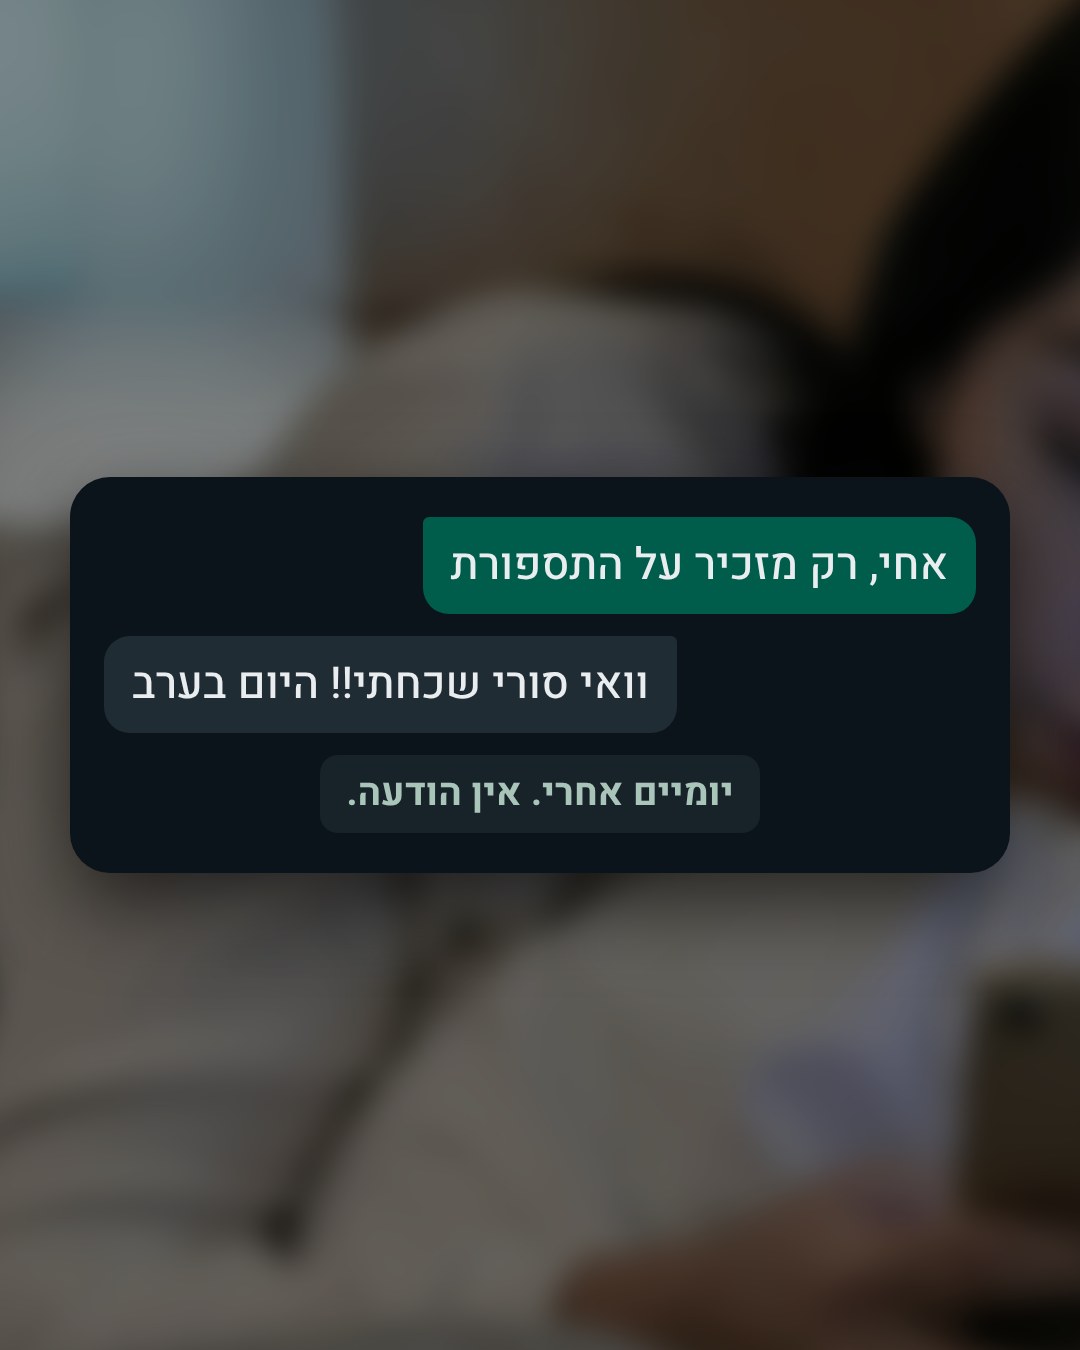 אחי, רק מזכיר על התספורת
וואי סורי שכחתי!! היום בערב
יומיים אחרי. אין הודעה.